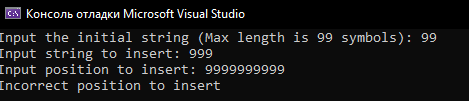 Консоль отладки Microsoft Visual Studio
Input the initial string (Max length is 99 symbols): 99
Input string to insert: 999
Input position to insert: 9999999999
Incorrect position to insert